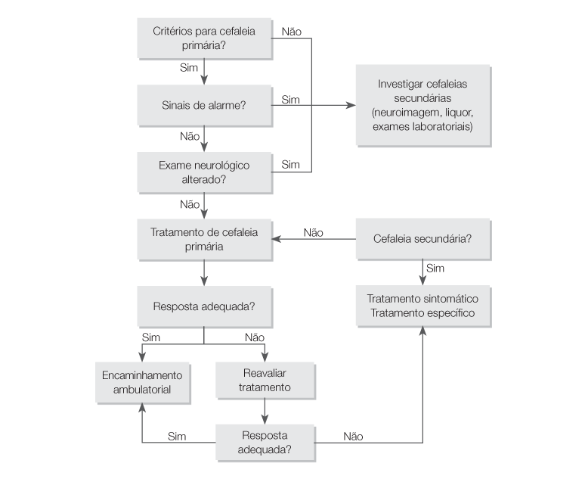 Critérios para cefaleia
primária?
Não
Sim
Sinais de alarme?
Sim
Investigar cefaleias
secundárias
(neuroimagem, liquor,
exames laboratoriais)
Não
Exame neurológico
alterado?
Sim
Não
Tratamento de cefaleia
primária
Não
Cefaleia secundária?
Sim
Resposta adequada?
Tratamento sintomático
Tratamento específico
Sim
Não
Encaminhamento
ambulatorial
Reavaliar
tratamento
Sim
Resposta
adequada?
Não